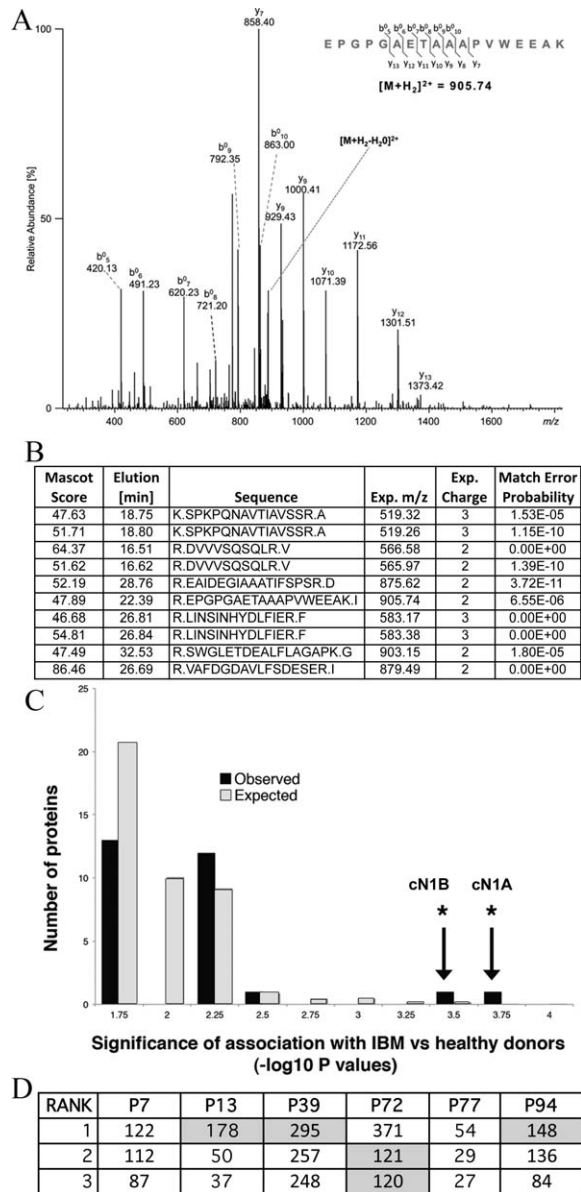 A
y7
858.40
b⁰5 b⁰6 b⁰7 b⁰8 b⁰9 b⁰10
E P G P G A E T A A A P V W E E A K
y13 y12 y11 y10 y9 y8 y7
[M+H2]2+ = 905.74
100
Relative Abundance [%]
50
0
b⁰10
863.00
b⁰9
792.35
[M+H2-H20]2+
y9
1000.41
y9
929.43
b⁰5
420.13
b⁰6
491.23
b⁰7
620.23
b⁰8
721.20
y11
1172.56
y10
1071.39
y12
1301.51
y13
1373.42
400 600 800 1000 1200 1400 1600 m/z
B
Mascot Score Elution [min] Sequence Exp. m/z Exp. Charge Match Error Probability
47.63 18.75 K.SPKPQNAVTIAVSSR.A 519.32 3 1.53E-05
51.71 18.80 K.SPKPQNAVTIAVSSR.A 519.26 3 1.15E-10
64.37 16.51 R.DVVVSQSQLR.V 566.58 2 0.00E+00
51.62 16.62 R.DVVVSQSQLR.V 565.97 2 1.39E-10
52.19 28.76 R.EAIDEGIAAATIFSPSR.D 875.62 2 3.72E-11
47.89 22.39 R.EPGPGAETAAAPVWEEAK.I 905.74 2 6.55E-06
46.68 26.81 R.LINSINHYDLFIER.F 583.17 3 0.00E+00
54.81 26.84 R.LINSINHYDLFIER.F 583.38 3 0.00E+00
47.49 32.53 R.SWGLETDEALFLAGAPK.G 903.15 2 1.80E-05
86.46 26.69 R.VAFDGDAVLFSDESER.I 879.49 2 0.00E+00
C
25
20
15
10
5
0
Number of proteins
Observed
Expected
cN1B cN1A
* *
1.75 2 2.25 2.5 2.75 3 3.25 3.5 3.75 4
Significance of association with IBM vs healthy donors
(-log10 P values)
D
RANK P7 P13 P39 P72 P77 P94
1 122 178 295 371 54 148
2 112 50 257 121 29 136
3 87 37 248 120 27 84